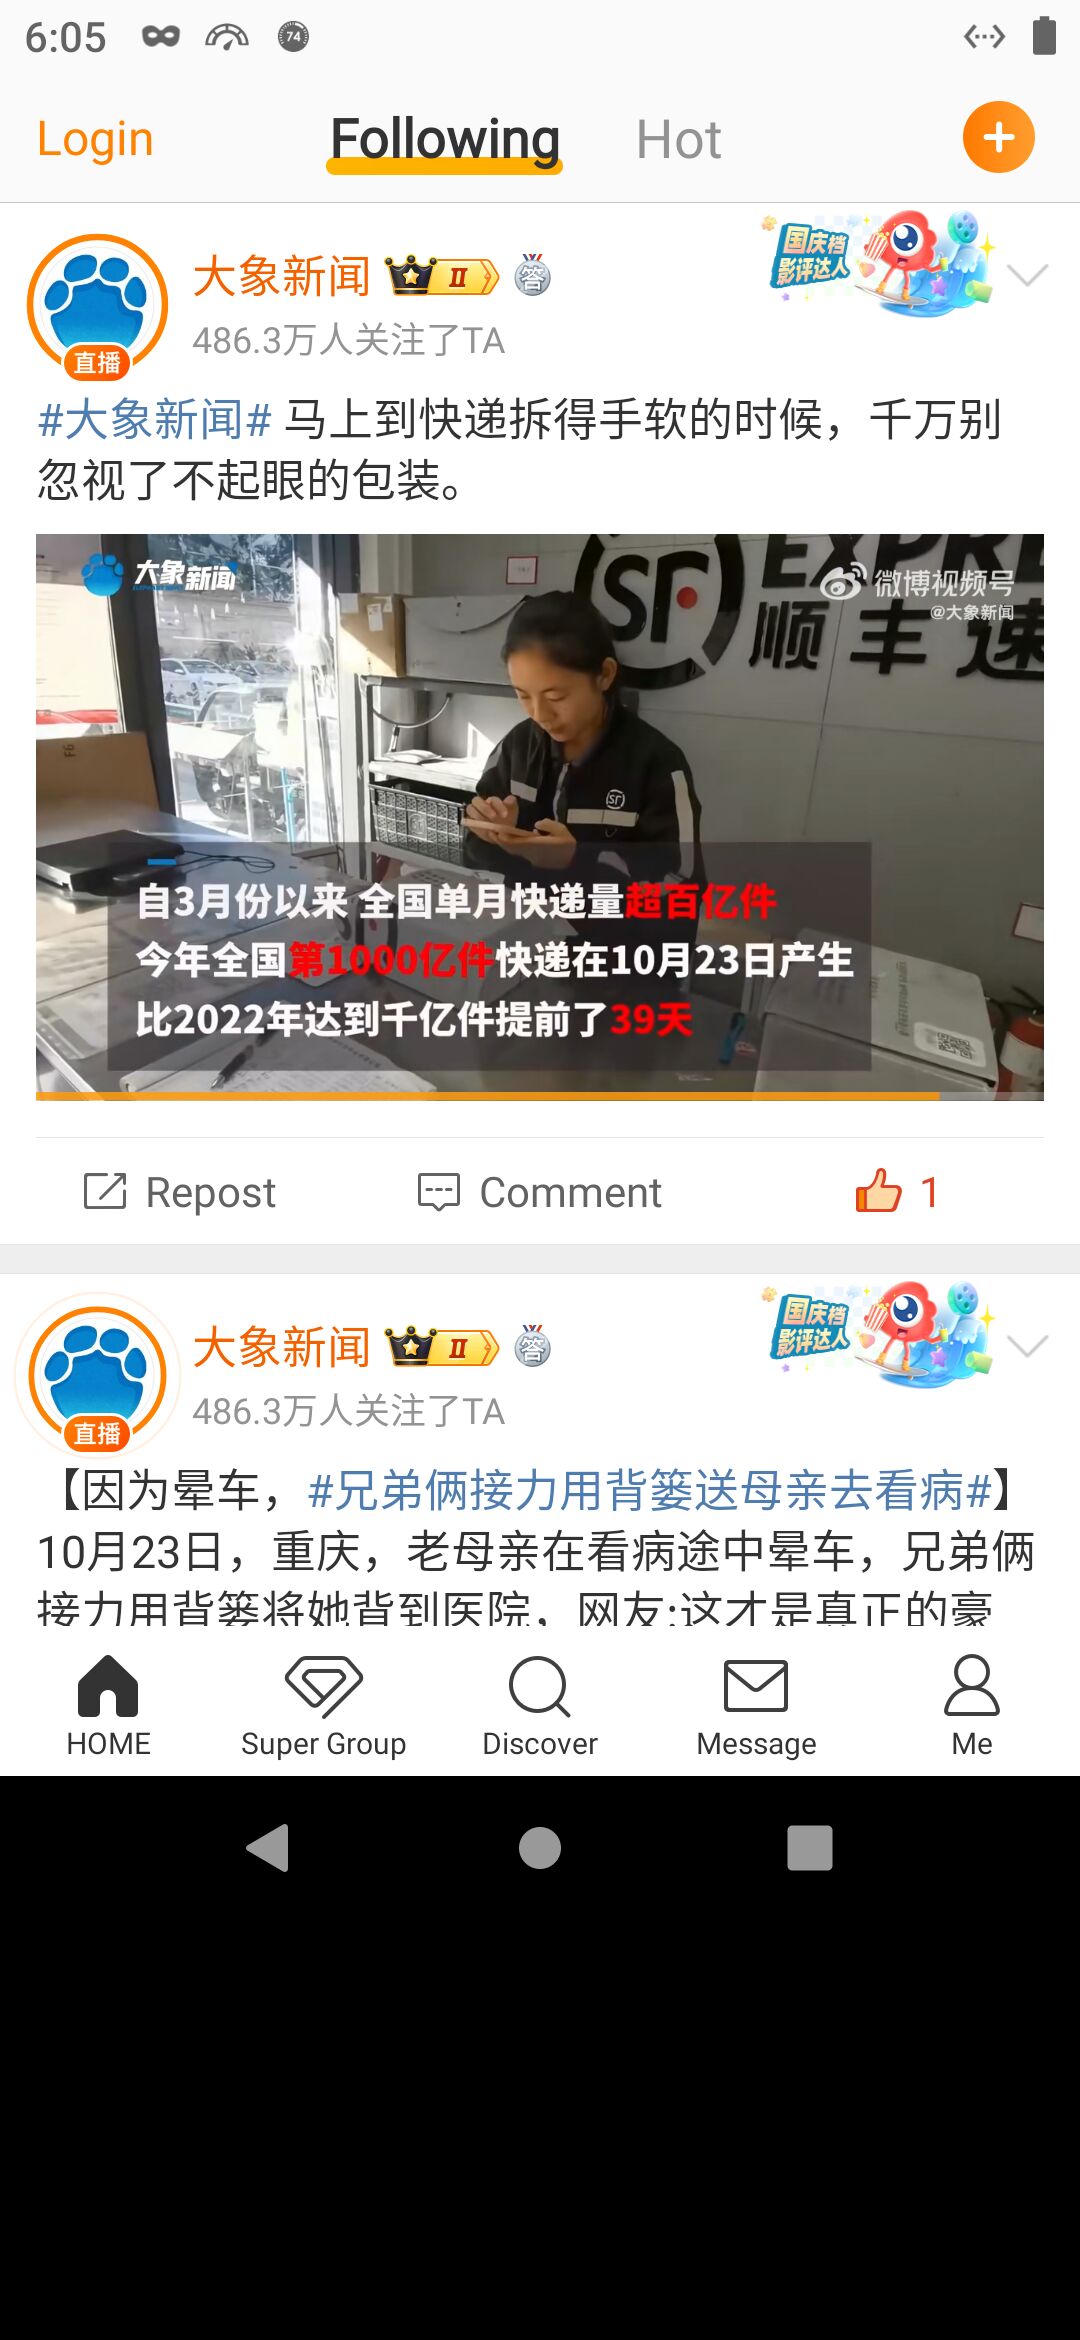 6:05
74
Login
Following
Hot
大象新闻
II
答
国庆档
影评达人
486.3万人关注了TA
直播
#大象新闻# 马上到快递拆得手软的时候，千万别
忽视了不起眼的包装。
大象新闻
微博视频号
@大象新闻
SF
EXPRE
顺丰速
F6
SF
自3月份以来 全国单月快递量超百亿件
今年全国第1000亿件快递在10月23日产生
比2022年达到千亿件提前了39天
Repost
Comment
1
大象新闻
II
答
国庆档
影评达人
486.3万人关注了TA
直播
【因为晕车，#兄弟俩接力用背篓送母亲去看病#】
10月23日，重庆，老母亲在看病途中晕车，兄弟俩
接力用背篓将她背到医院，网友:这才是真正的豪
HOME
Super Group
Discover
Message
Me